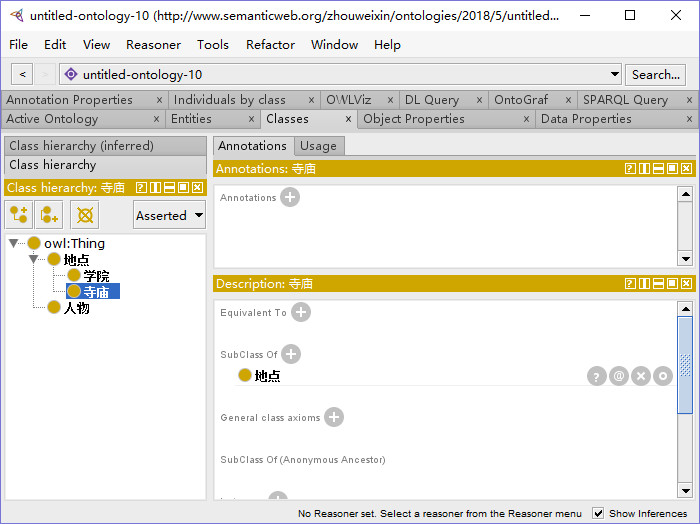 untitled-ontology-10 (http://www.semanticweb.org/zhouweixin/ontologies/2018/5/untitled...
File Edit View Reasoner Tools Refactor Window Help
< > untitled-ontology-10 Search...
Annotation Properties × Individuals by class × OWLViz × DL Query × OntoGraf × SPARQL Query ×
Active Ontology × Entities × Classes × Object Properties × Data Properties ×
Class hierarchy (inferred)
Class hierarchy
Class hierarchy: 寺庙
Asserted
owl:Thing
地点
学院
寺庙
人物
Annotations Usage
Annotations: 寺庙
Annotations
Description: 寺庙
Equivalent To
SubClass Of
地点
General class axioms
SubClass Of (Anonymous Ancestor)
No Reasoner set. Select a reasoner from the Reasoner menu Show Inferences